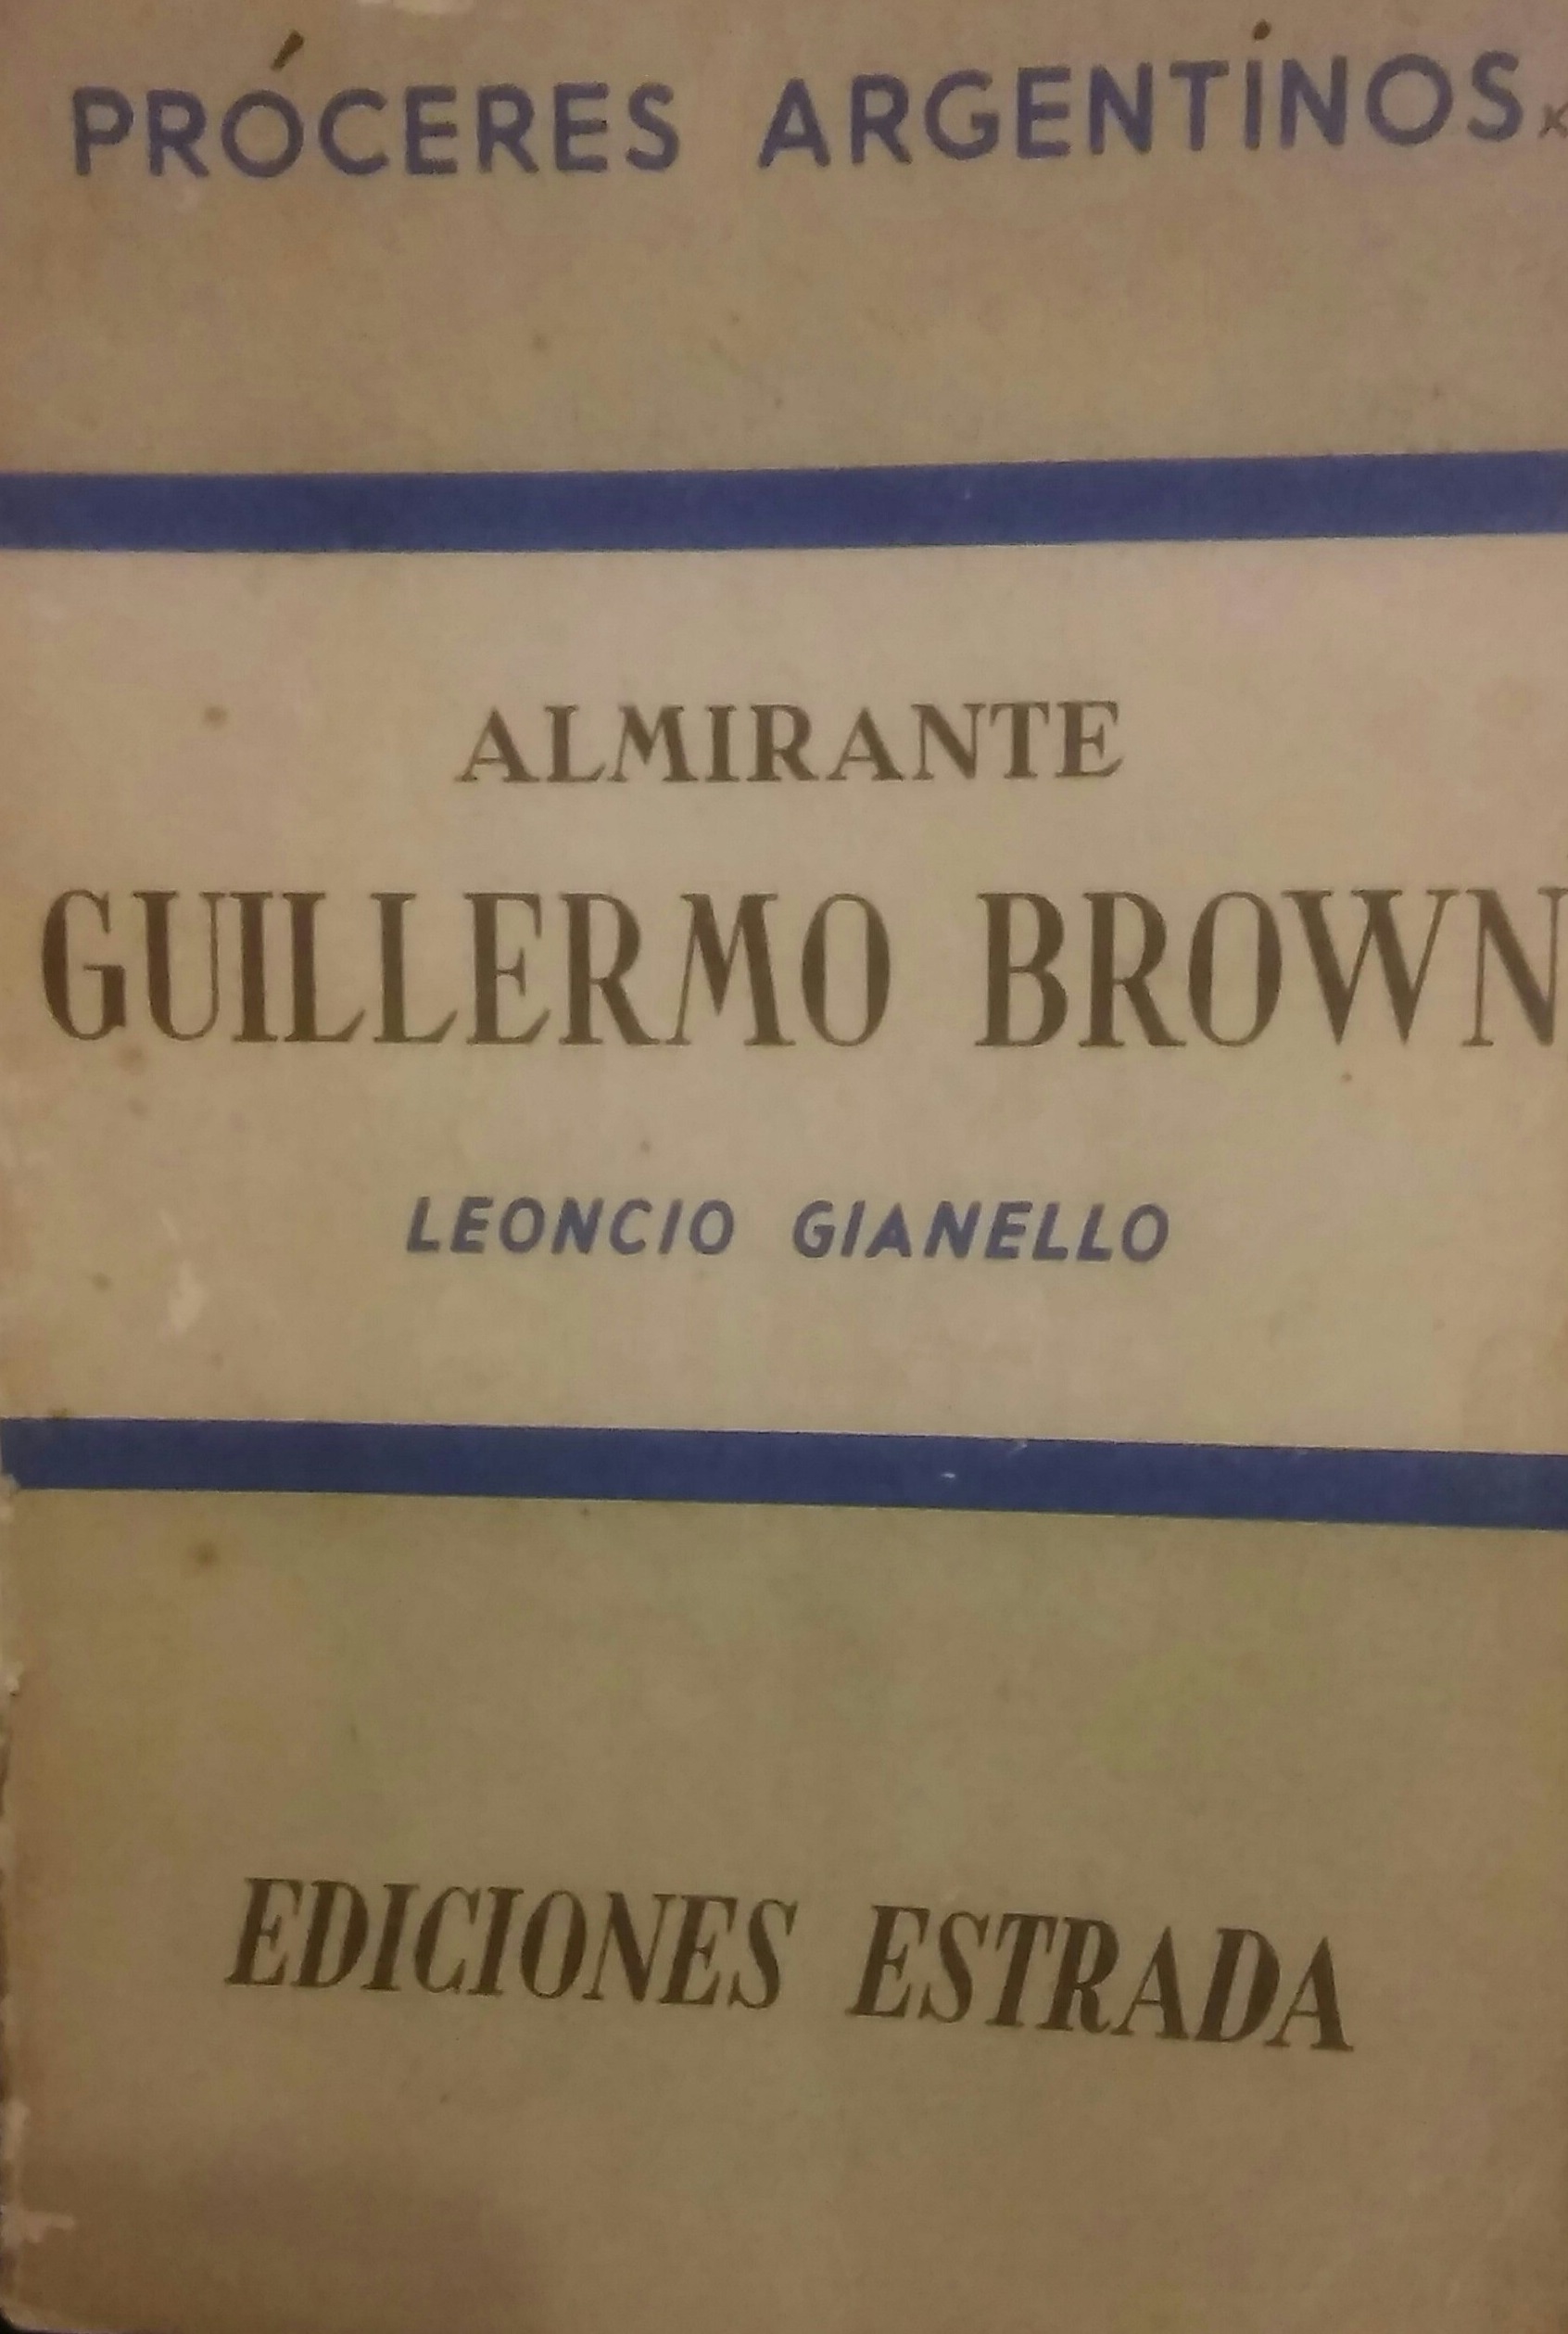 PRÓCERES ARGENTINOS
ALMIRANTE
GUILLERMO BROWN
LEONCIO GIANELLO
EDICIONES ESTRADA